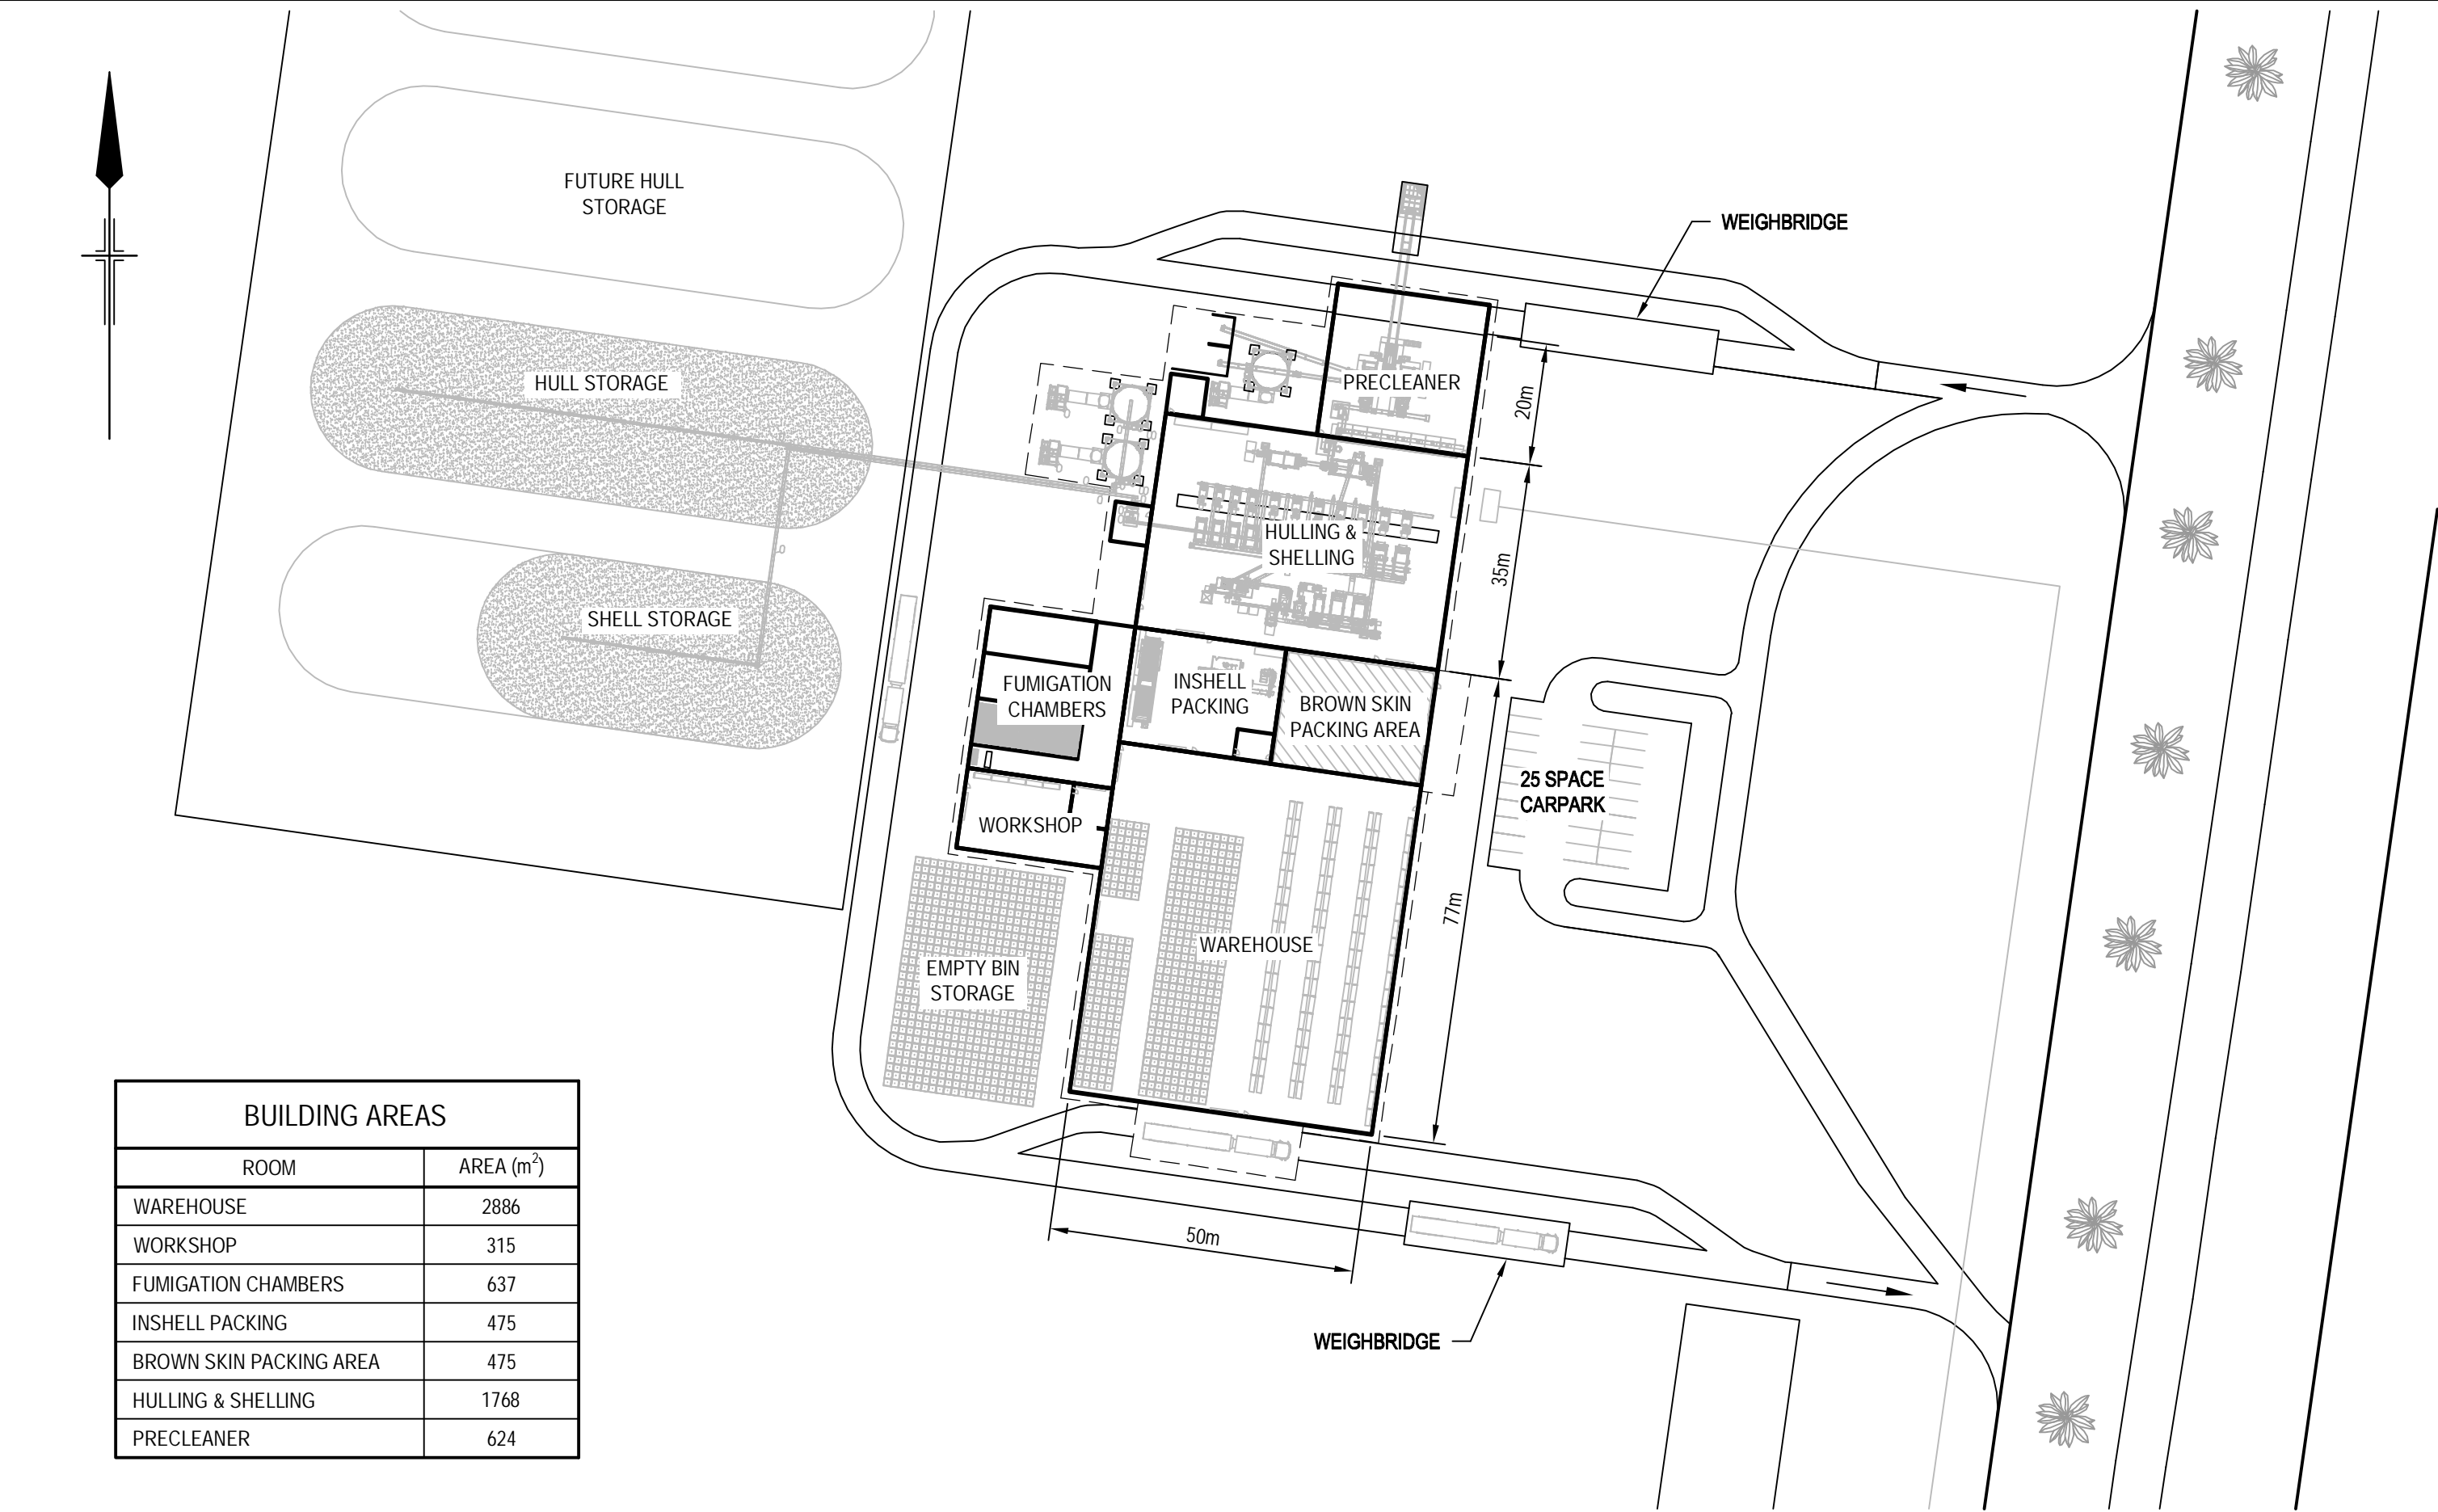 FUTURE HULL
STORAGE
WEIGHBRIDGE
HULL STORAGE
PRECLEANER
20m
HULLING &
SHELLING
35m
SHELL STORAGE
FUMIGATION
CHAMBERS
INSHELL
PACKING
BROWN SKIN
PACKING AREA
25 SPACE
CARPARK
WORKSHOP
77m
WAREHOUSE
EMPTY BIN
STORAGE
50m
WEIGHBRIDGE
BUILDING AREAS
ROOM AREA (m²)
WAREHOUSE 2886
WORKSHOP 315
FUMIGATION CHAMBERS 637
INSHELL PACKING 475
BROWN SKIN PACKING AREA 475
HULLING & SHELLING 1768
PRECLEANER 624